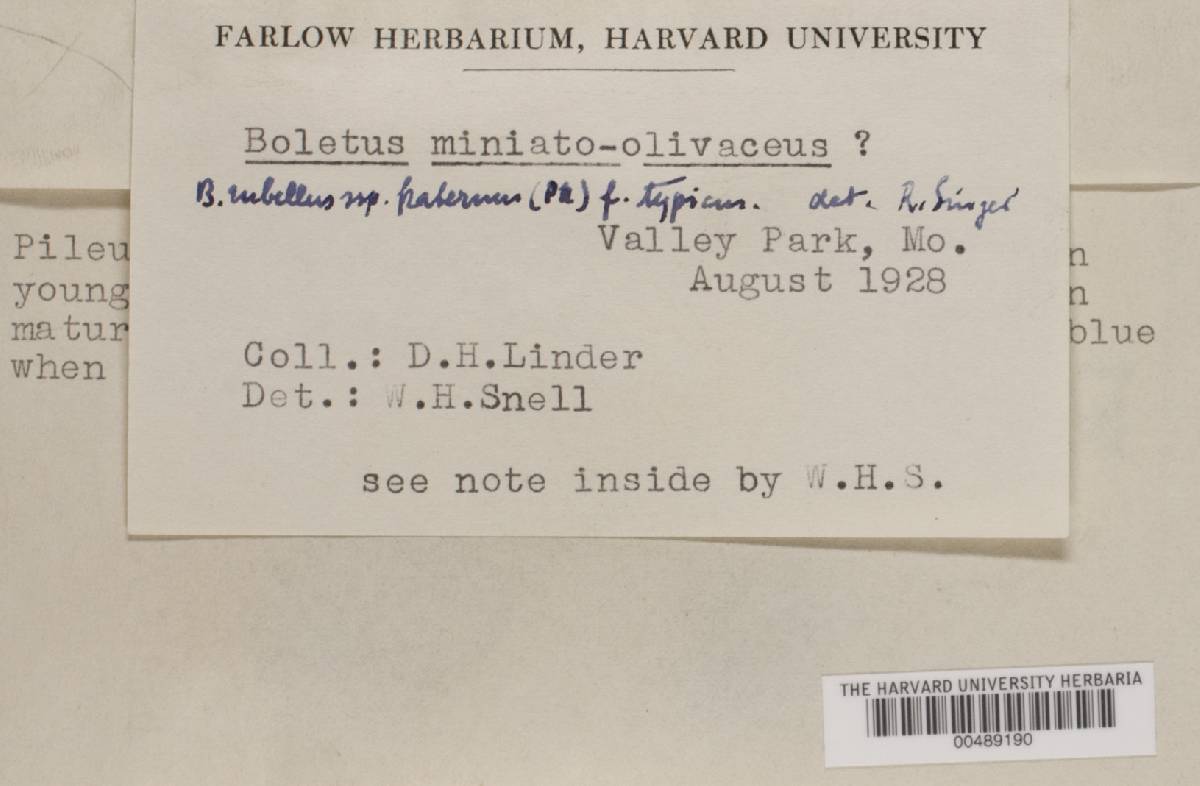 FARLOW HERBARIUM, HARVARD UNIVERSITY
Boletus miniato-olivaceus ?
B. rubellus ssp. fraternus (Pk) f. typicus. det. R. Singer
Valley Park, Mo.
August 1928
Coll.: D.H.Linder
Det.: W.H.Snell
see note inside by W.H.S.
Pileu
n
young
n
matur
blue
when
THE HARVARD UNIVERSITY HERBARIA
00489190